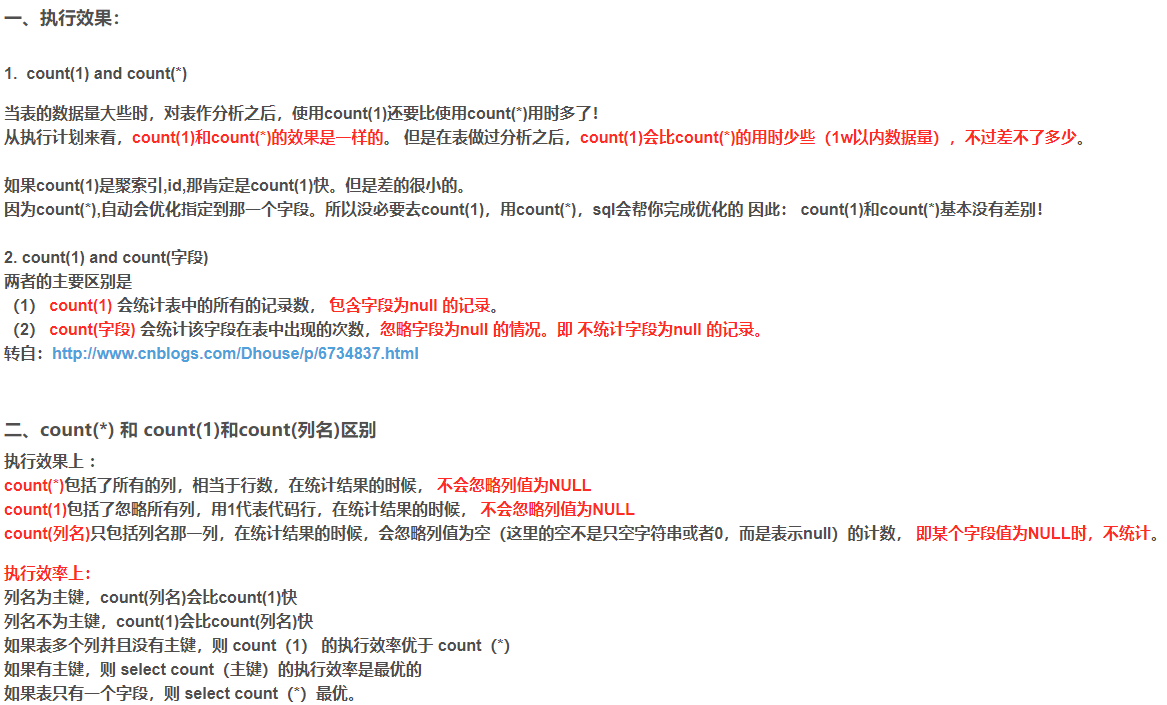 一、执行效果：
1. count(1) and count(*)
当表的数据量大些时，对表作分析之后，使用count(1)还要比使用count(*)用时多了！
从执行计划来看，count(1)和count(*)的效果是一样的。 但是在表做过分析之后，count(1)会比count(*)的用时少些（1w以内数据量），不过差不了多少。
如果count(1)是聚索引,id,那肯定是count(1)快。但是差的很小的。
因为count(*),自动会优化指定到那一个字段。所以没必要去count(1)，用count(*)，sql会帮你完成优化的 因此： count(1)和count(*)基本没有差别！
2. count(1) and count(字段)
两者的主要区别是
（1） count(1) 会统计表中的所有的记录数， 包含字段为null 的记录。
（2） count(字段) 会统计该字段在表中出现的次数，忽略字段为null 的情况。即 不统计字段为null 的记录。
转自：http://www.cnblogs.com/Dhouse/p/6734837.html
二、count(*) 和 count(1)和count(列名)区别
执行效果上：
count(*)包括了所有的列，相当于行数，在统计结果的时候， 不会忽略列值为NULL
count(1)包括了忽略所有列，用1代表代码行，在统计结果的时候， 不会忽略列值为NULL
count(列名)只包括列名那一列，在统计结果的时候，会忽略列值为空（这里的空不是只空字符串或者0，而是表示null）的计数， 即某个字段值为NULL时，不统计。
执行效率上：
列名为主键，count(列名)会比count(1)快
列名不为主键，count(1)会比count(列名)快
如果表多个列并且没有主键，则 count（1） 的执行效率优于 count（*）
如果有主键，则 select count（主键）的执行效率是最优的
如果表只有一个字段，则 select count（*）最优。